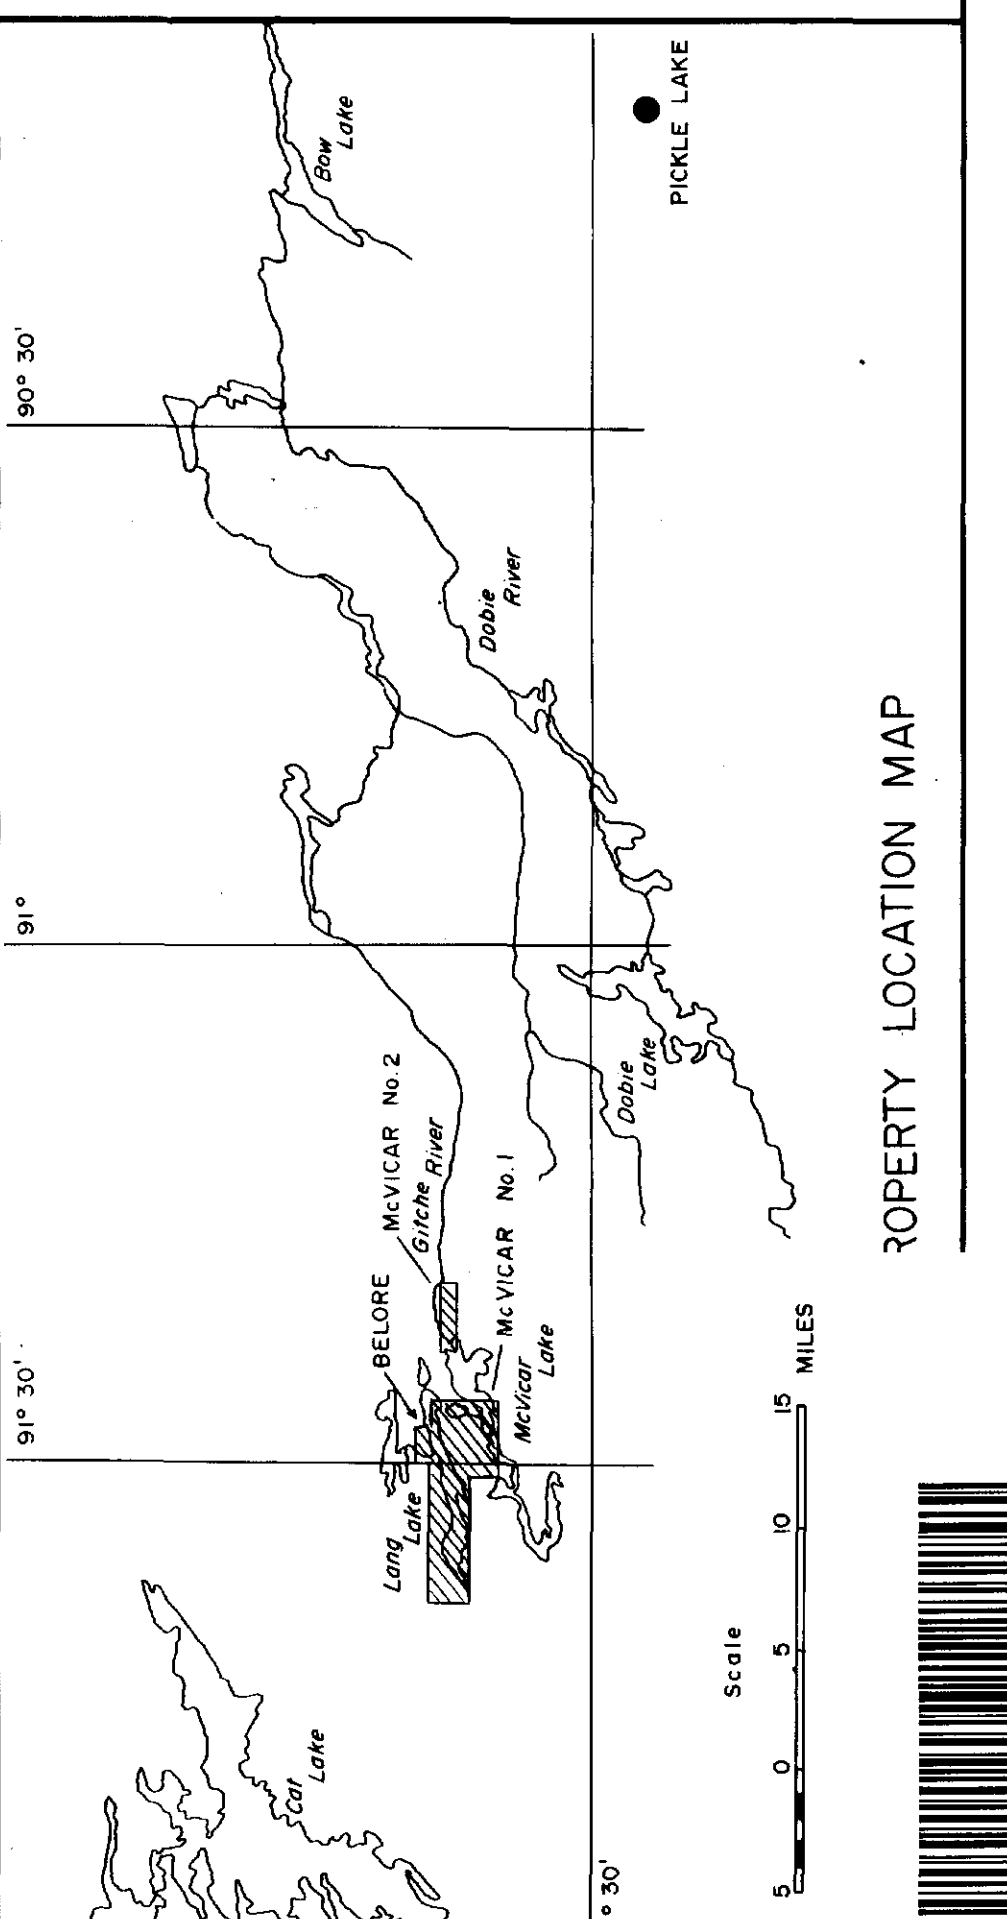 91° 30'
91°
90° 30'
Cat
Lake
Lang
Lake
BELORE
McVICAR No. 2
Gitche River
McVICAR No. 1
McVicar
Lake
Dobie
Lake
Dobie
River
Bow
Lake
PICKLE LAKE
° 30'
Scale
5 0 5 10 15 MILES
ROPERTY LOCATION MAP